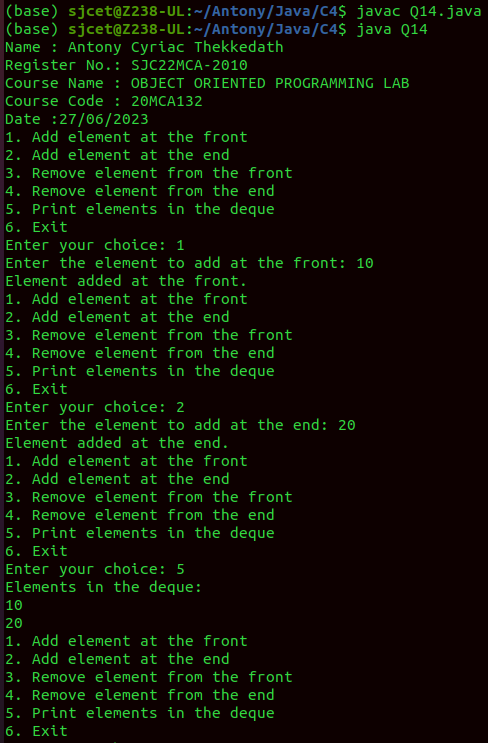 (base) sjcet@Z238-UL:~/Antony/Java/C4$ javac Q14.java
(base) sjcet@Z238-UL:~/Antony/Java/C4$ java Q14
Name : Antony Cyriac Thekkedath
Register No.: SJC22MCA-2010
Course Name : OBJECT ORIENTED PROGRAMMING LAB
Course Code : 20MCA132
Date :27/06/2023
1. Add element at the front
2. Add element at the end
3. Remove element from the front
4. Remove element from the end
5. Print elements in the deque
6. Exit
Enter your choice: 1
Enter the element to add at the front: 10
Element added at the front.
1. Add element at the front
2. Add element at the end
3. Remove element from the front
4. Remove element from the end
5. Print elements in the deque
6. Exit
Enter your choice: 2
Enter the element to add at the end: 20
Element added at the end.
1. Add element at the front
2. Add element at the end
3. Remove element from the front
4. Remove element from the end
5. Print elements in the deque
6. Exit
Enter your choice: 5
Elements in the deque:
10
20
1. Add element at the front
2. Add element at the end
3. Remove element from the front
4. Remove element from the end
5. Print elements in the deque
6. Exit